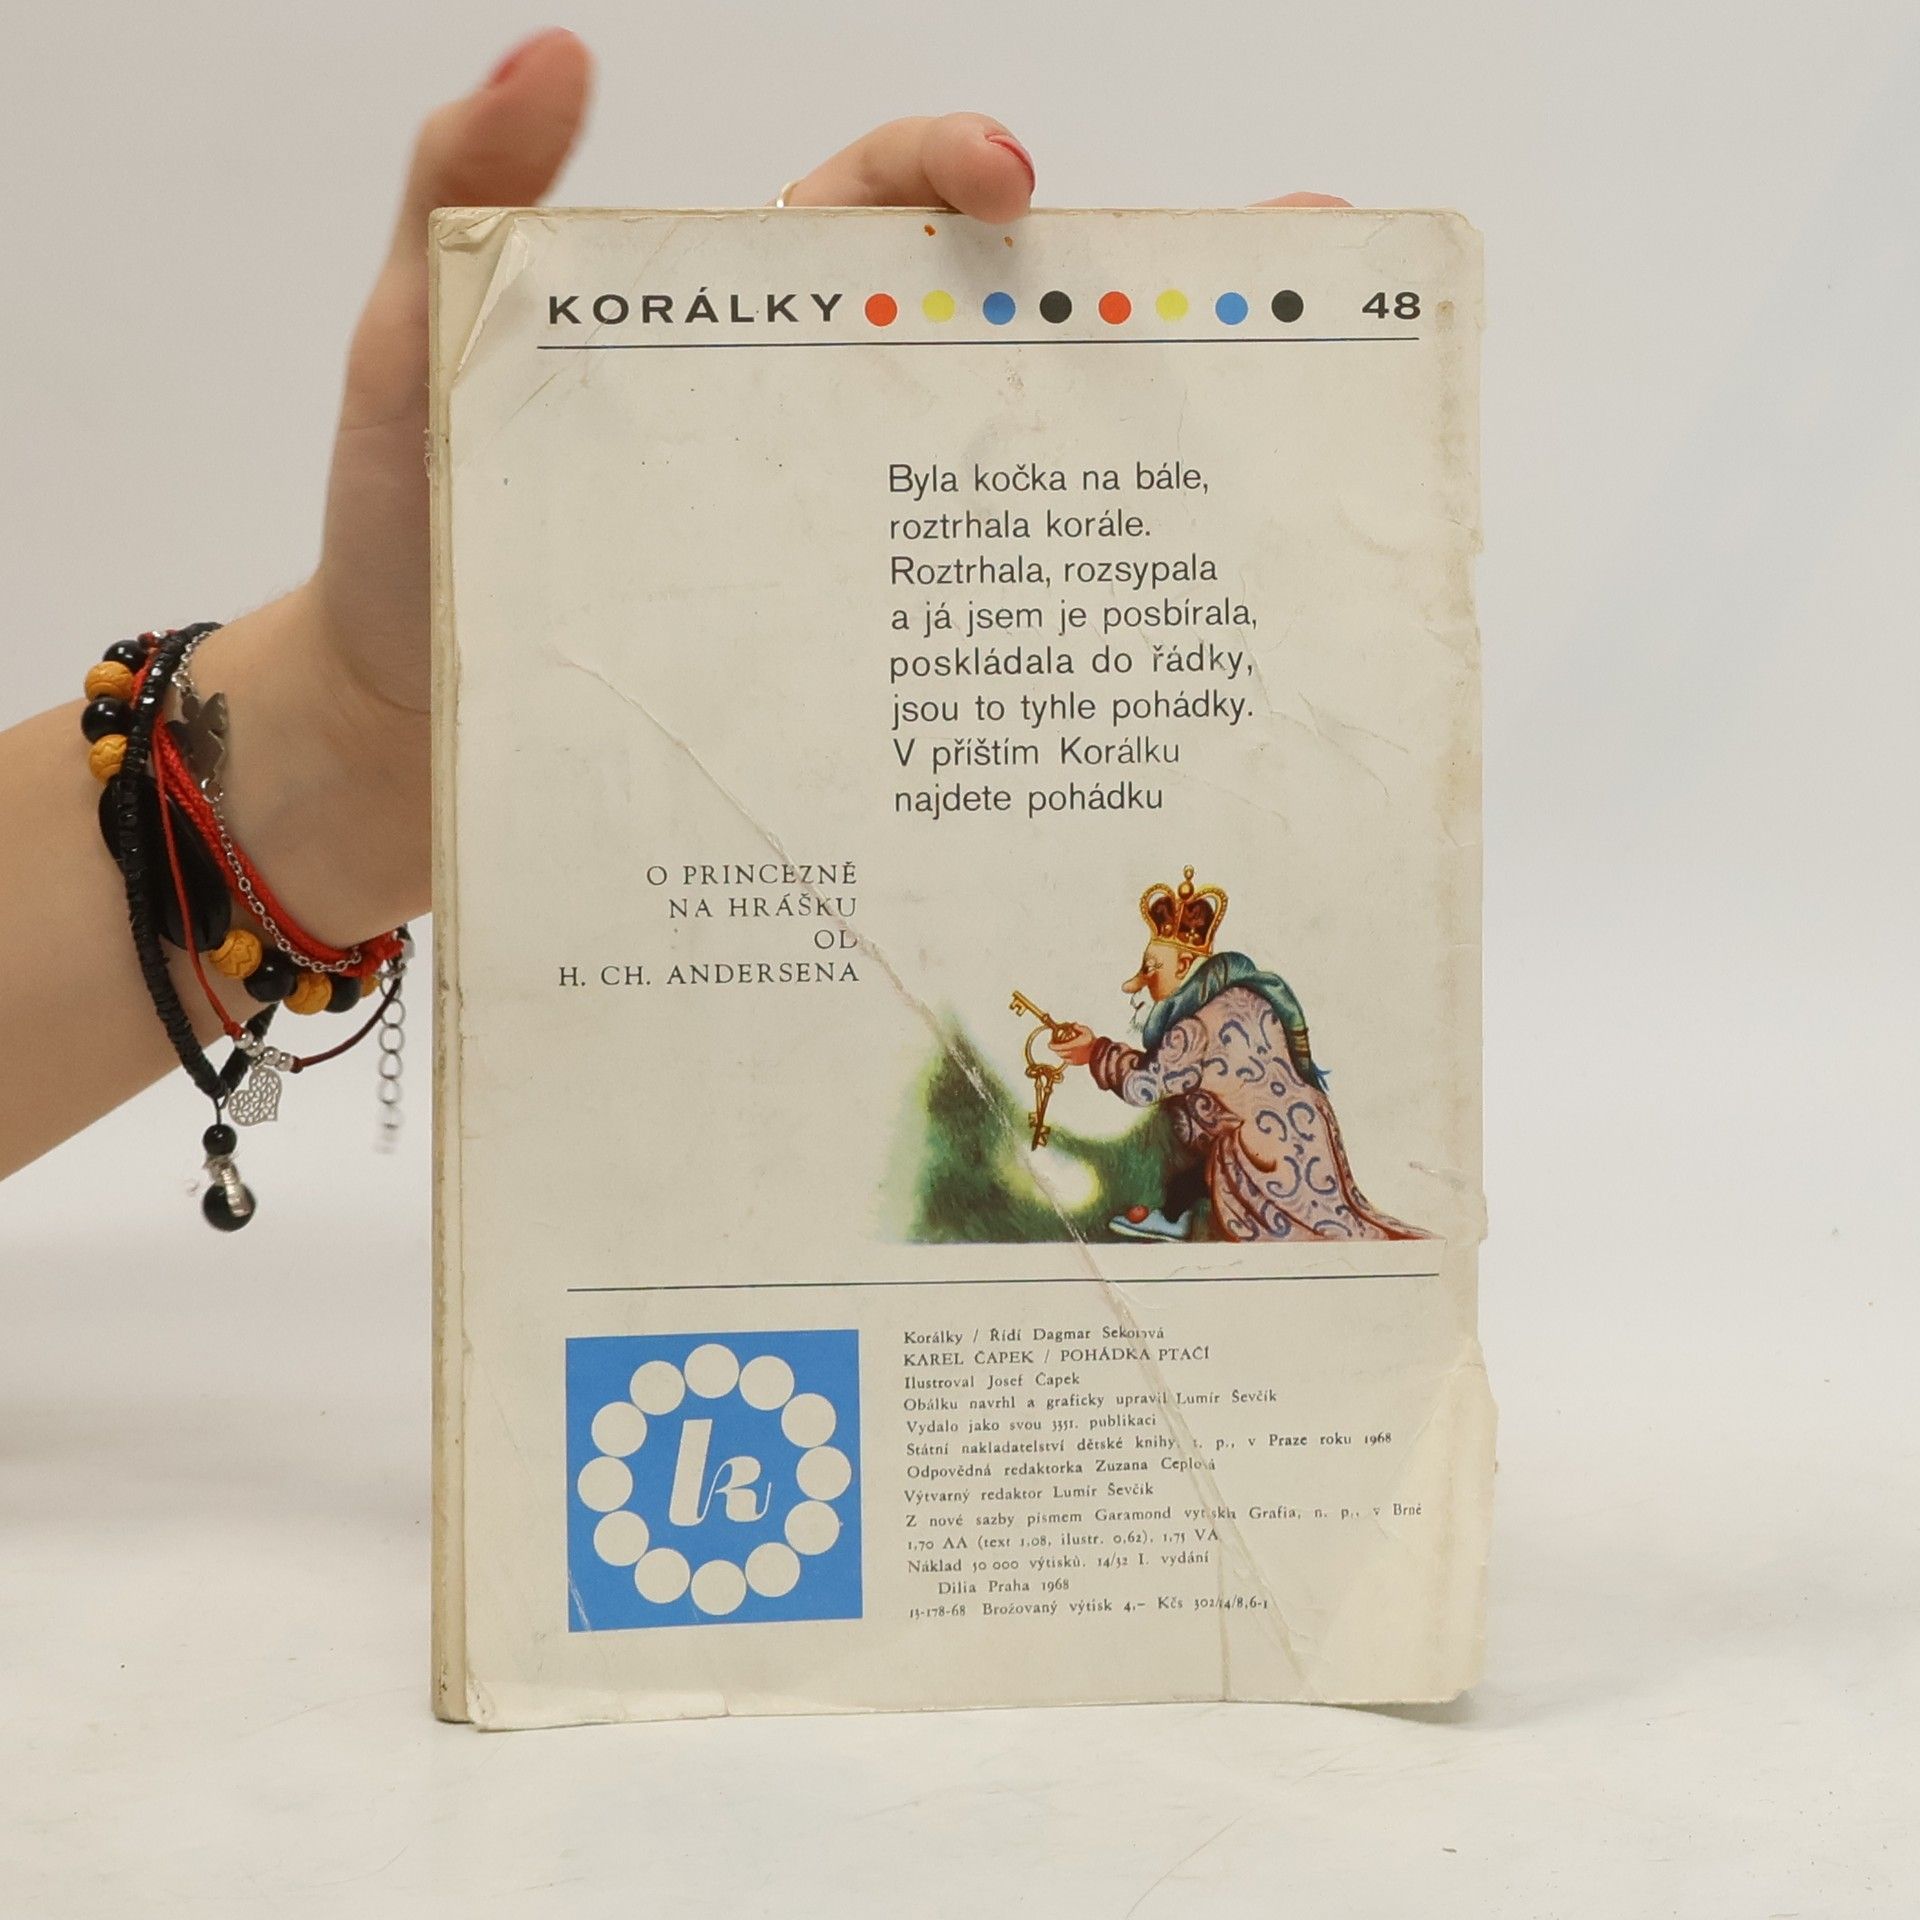 KORÁLKY 48
Byla kočka na bále,
roztrhala korále.
Roztrhala, rozsypala
a já jsem je posbírala,
poskládala do řádky,
jsou to tyhle pohádky.
V příštím Korálku
najdete pohádku
O PRINCEZNĚ
NA HRÁŠKU
OD
H. CH. ANDERSENA
k
Korálky / Řídí Dagmar Sekorová
KAREL ČAPEK / POHÁDKA PTAČÍ
Ilustroval Josef Čapek
Obálku navrhl a graficky upravil Lumír Ševčík
Vydalo jako svou 3351. publikaci
Státní nakladatelství dětské knihy, n. p., v Praze roku 1968
Odpovědná redaktorka Zuzana Ceplová
Výtvarný redaktor Lumír Ševčík
Z nové sazby písmem Garamond vytiskla Grafia, n. p., v Brně
1,70 AA (text 1,08, ilustr. 0,62), 1,75 VA
Náklad 50 000 výtisků. 14/32 I. vydání
Dilia Praha 1968
13-178-68 Brožovaný výtisk 4,– Kčs 302/14/8,6-1